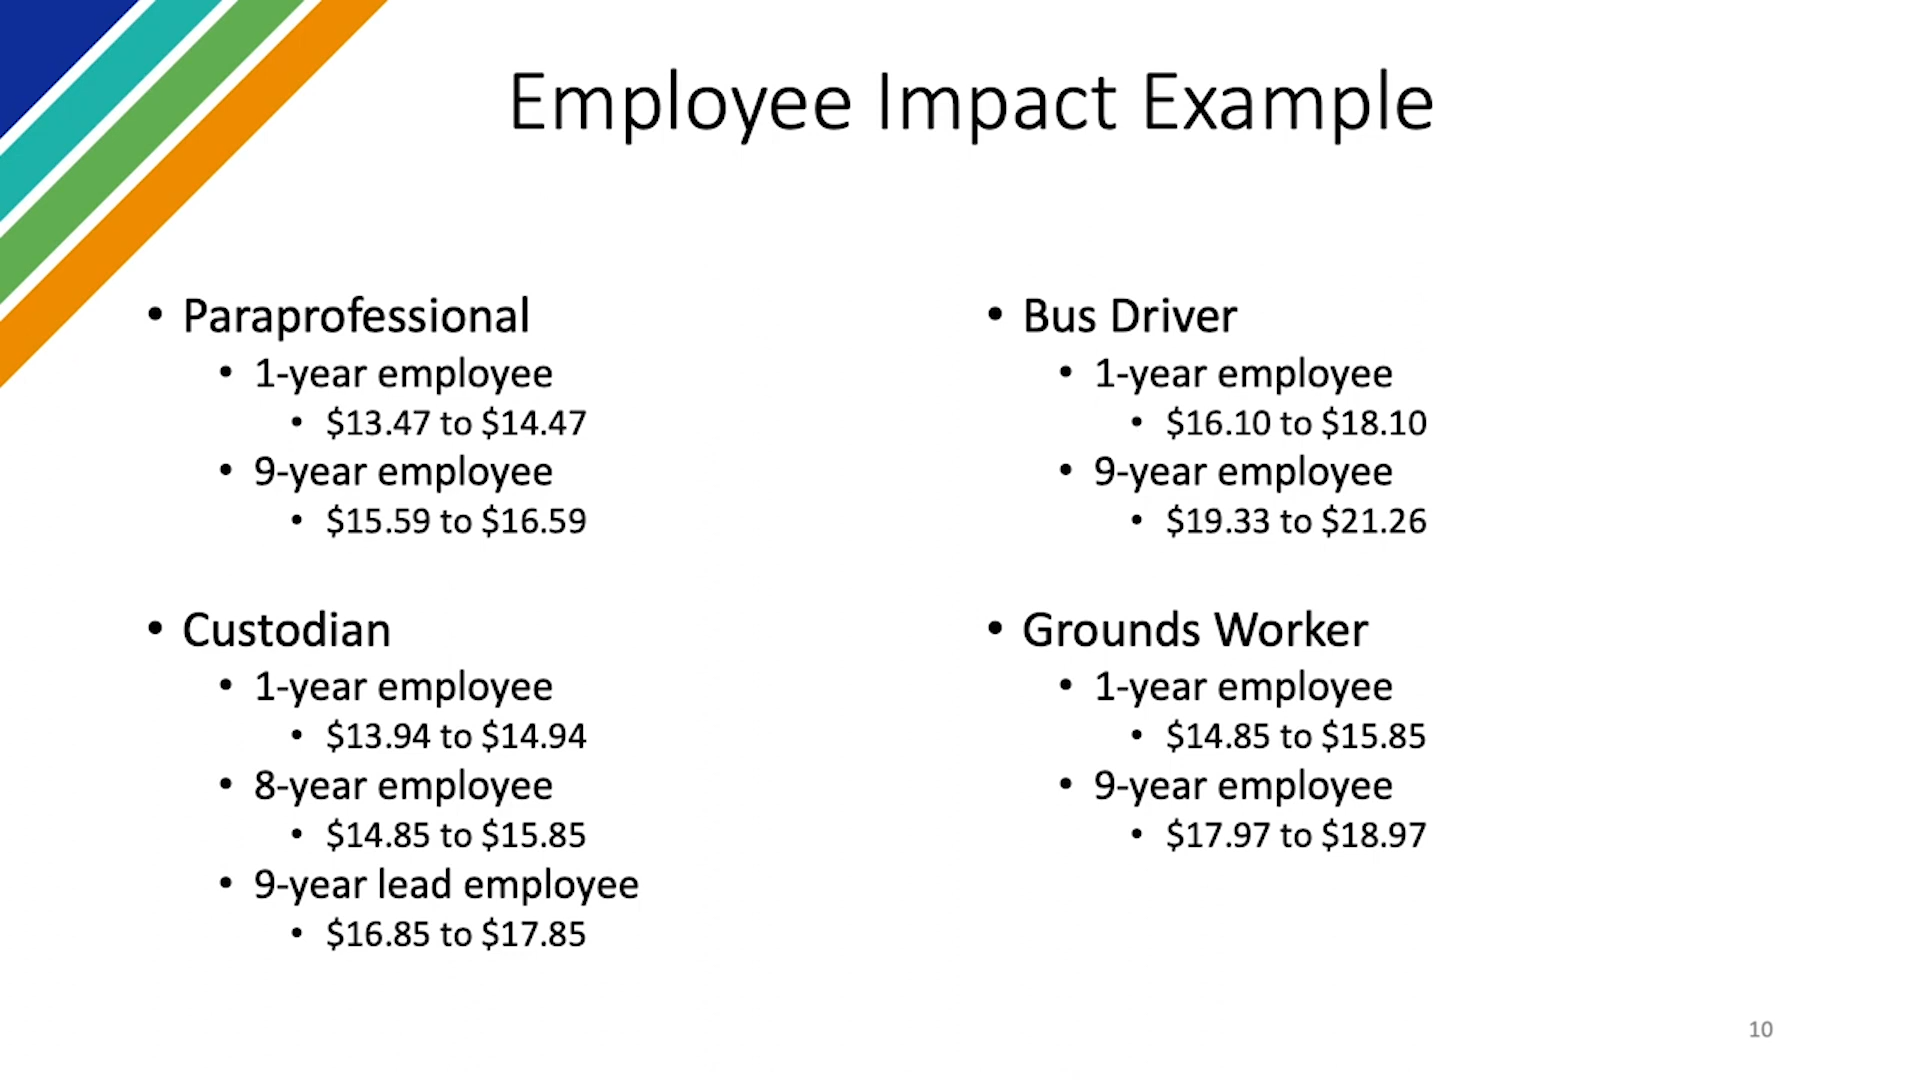 Employee Impact Example
• Paraprofessional
• 1-year employee
• $13.47 to $14.47
• 9-year employee
• $15.59 to $16.59
• Custodian
• 1-year employee
• $13.94 to $14.94
• 8-year employee
• $14.85 to $15.85
• 9-year lead employee
• $16.85 to $17.85
• Bus Driver
• 1-year employee
• $16.10 to $18.10
• 9-year employee
• $19.33 to $21.26
• Grounds Worker
• 1-year employee
• $14.85 to $15.85
• 9-year employee
• $17.97 to $18.97
10